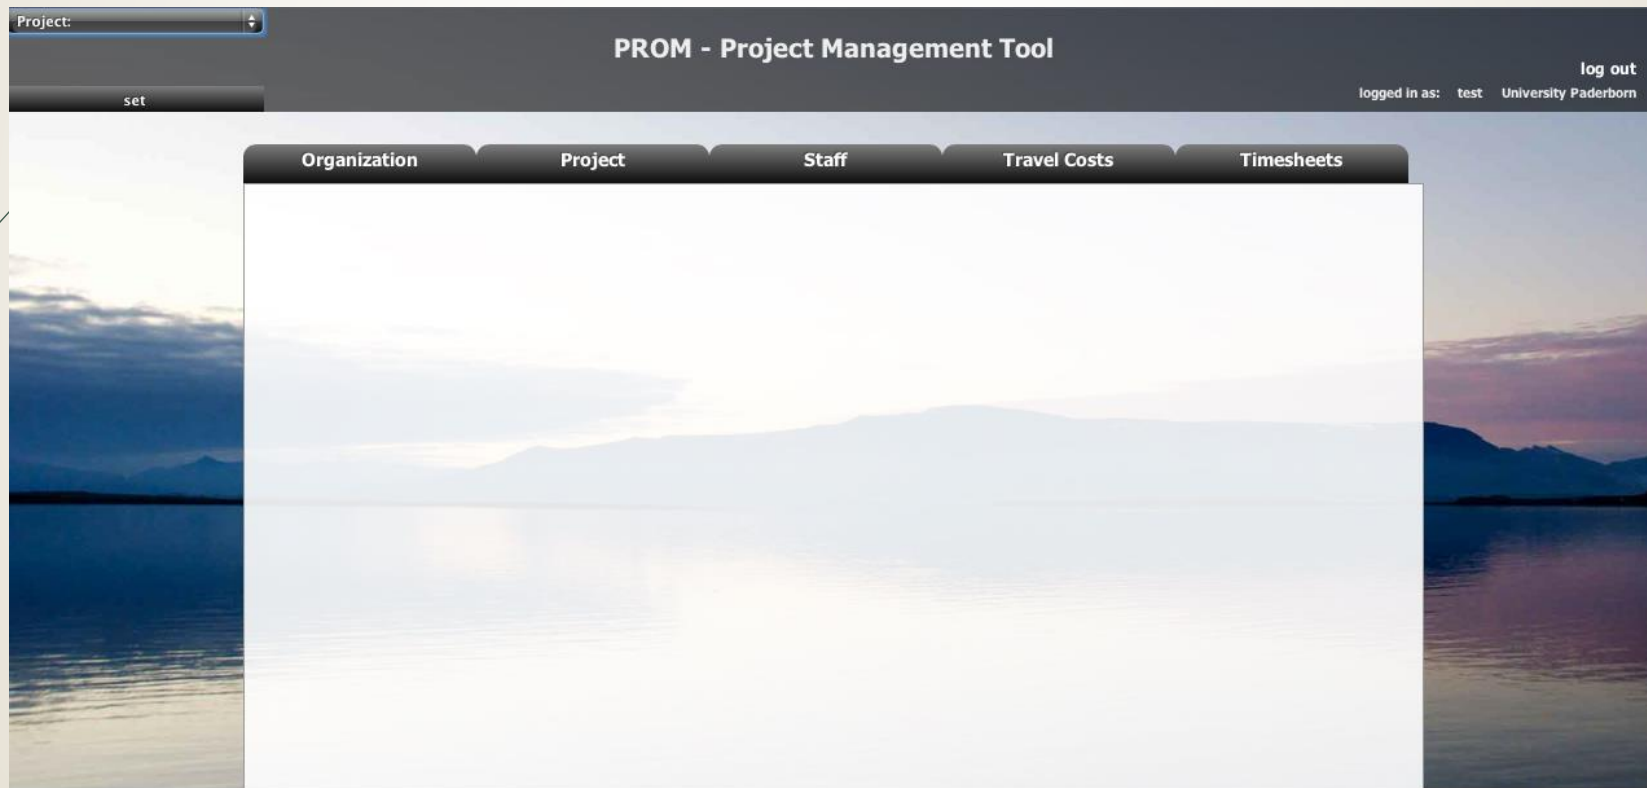 Project:
PROM - Project Management Tool
log out
set
logged in as: test University Paderborn
Organization Project Staff Travel Costs Timesheets